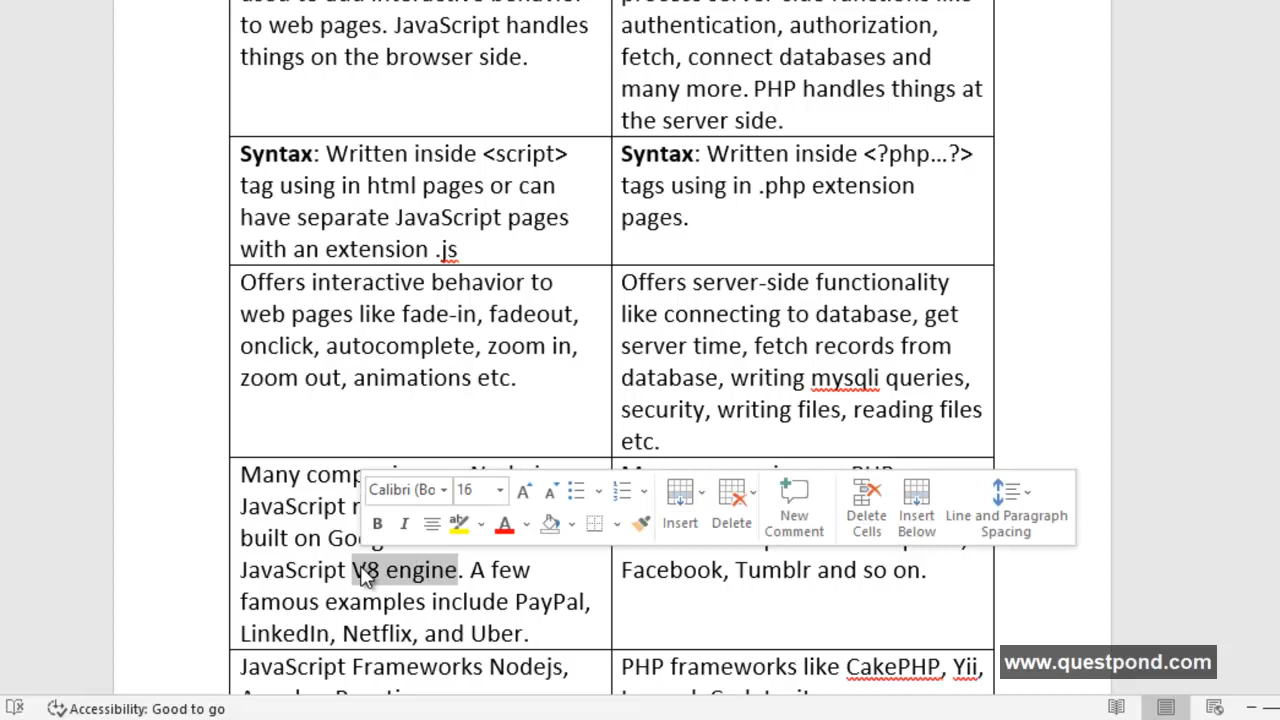 to web pages. JavaScript handles
things on the browser side.
authentication, authorization,
fetch, connect databases and
many more. PHP handles things at
the server side.
Syntax: Written inside <script>
tag using in html pages or can
have separate JavaScript pages
with an extension .js
Syntax: Written inside <?php...?>
tags using in .php extension
pages.
Offers interactive behavior to
web pages like fade-in, fadeout,
onclick, autocomplete, zoom in,
zoom out, animations etc.
Offers server-side functionality
like connecting to database, get
server time, fetch records from
database, writing mysqli queries,
security, writing files, reading files
etc.
Many
JavaScript
built on
JavaScript V8 engine. A few
famous examples include PayPal,
LinkedIn, Netflix, and Uber.
Facebook, Tumblr and so on.
Calibri (Bo
16
Insert
Delete
New
Comment
Delete
Cells
Insert
Below
Line and Paragraph
Spacing
JavaScript Frameworks Nodejs,
PHP frameworks like CakePHP, Yii,
www.questpond.com
Accessibility: Good to go